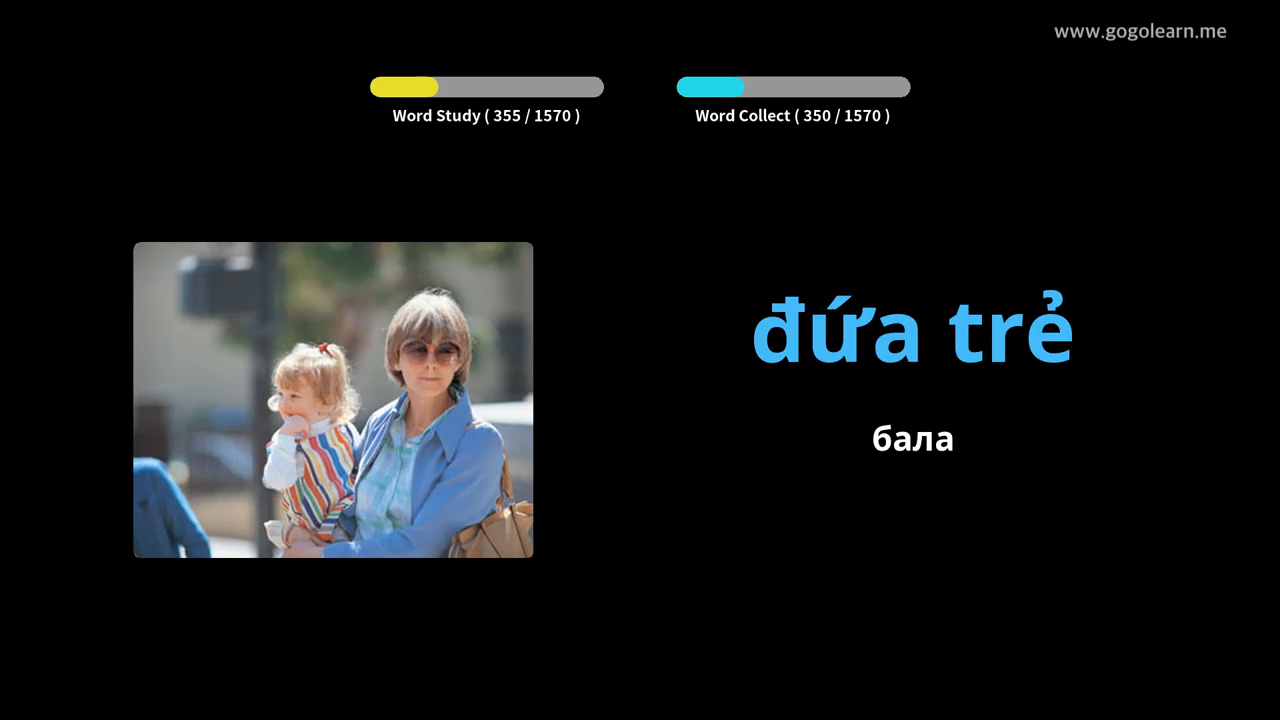 www.gogolearn.me
Word Study ( 355 / 1570 )
Word Collect ( 350 / 1570 )
đứa trẻ
бала